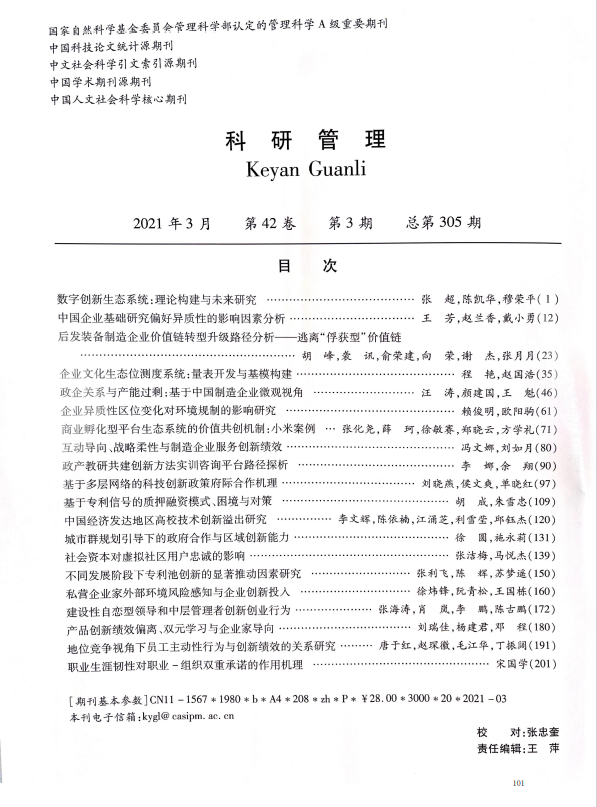 国家自然科学基金委员会管理科学部认定的管理科学A级重要期刊
中国科技论文统计源期刊
中文社会科学引文索引源期刊
中国学术期刊源期刊
中国人文社会科学核心期刊
科 研 管 理
Keyan Guanli
2021年3月 第42卷 第3期 总第305期
目 次
数字创新生态系统:理论构建与未来研究 …………………………… 张 超,陈凯华,穆荣平(1)
中国企业基础研究偏好异质性的影响因素分析 …………………………… 王 芳,赵兰香,戴小勇(12)
后发装备制造企业价值链转型升级路径分析——逃离“俘获型”价值链
…………………………… 胡 峰,袭 讯,俞荣建,向 荣,谢 杰,张月月(23)
企业文化生态位测度系统:量表开发与基模构建 …………………………… 程 艳,赵国浩(35)
政企关系与产能过剩:基于中国制造企业微观视角 …………………………… 汪 涛,颜建国,王 魁(46)
企业异质性区位变化对环境规制的影响研究 …………………………… 赖俊明,欧阳驹(61)
商业孵化型平台生态系统的价值共创机制:小米案例 … 张化尧,薛 珂,徐敏赛,郑晓云,方学礼(71)
互动导向、战略柔性与制造企业服务创新绩效 …………………………… 冯文娜,刘如月(80)
政产教研共建创新方法实训咨询平台路径探析 …………………………… 李 娜,余 翔(90)
基于多层网络的科技创新政策府际合作机理 …………………………… 刘晓燕,侯文爽,单晓红(97)
基于专利信号的质押融资模式、困境与对策 …………………………… 胡 成,朱雪忠(109)
中国经济发达地区高校技术创新溢出研究 …………… 李文辉,陈依楠,江涌芝,利雪莹,邱钰杰(120)
城市群规划引导下的政府合作与区域创新能力 …………………………… 徐 圆,施永莉(131)
社会资本对虚拟社区用户忠诚的影响 …………………………… 张洁梅,马悦杰(139)
不同发展阶段下专利池创新的显著推动因素研究 …………………………… 张利飞,陈 辉,苏梦遥(150)
私营企业家外部环境风险感知与企业创新投入 …………………………… 徐炜锋,阮青松,王国栋(160)
建设性自恋型领导和中层管理者创新创业行为 …………………… 张海涛,肖 岚,李 鹏,陈古鹏(172)
产品创新绩效偏离、双元学习与企业家导向 …………………………… 刘瑞佳,杨建君,邓 程(180)
地位竞争视角下员工主动性行为与创新绩效的关系研究 ……… 唐于红,赵琛徽,毛江华,丁振阔(191)
职业生涯韧性对职业-组织双重承诺的作用机理 …………………………… 宋国学(201)
[期刊基本参数]CN11-1567*1980*b*A4*208*zh*P*￥28.00*3000*20*2021-03
本刊电子信箱:kygl@casipm.ac.cn
校 对:张忠奎
责任编辑:王 萍
101